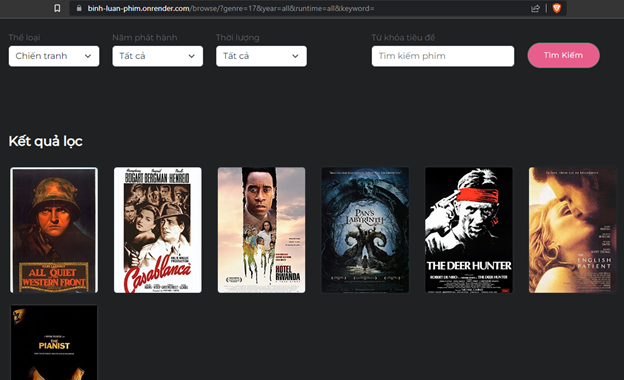 binh-luan-phim.onrender.com/browse/?genre=17&year=all&runtime=all&keyword=
Thể loại
Năm phát hành
Thời lượng
Từ khóa tiêu đề
Chiến tranh
Tất cả
Tất cả
Tìm kiếm phim
Tìm Kiếm
Kết quả lọc
ALL QUIET
WESTERN FRONT
BOGART BERGMAN HENREID
Casablanca
HOTEL
RWANDA
PAN'S
LABYRINTH
THE DEER HUNTER
THE
ENGLISH
PATIENT
THE
PIANIST